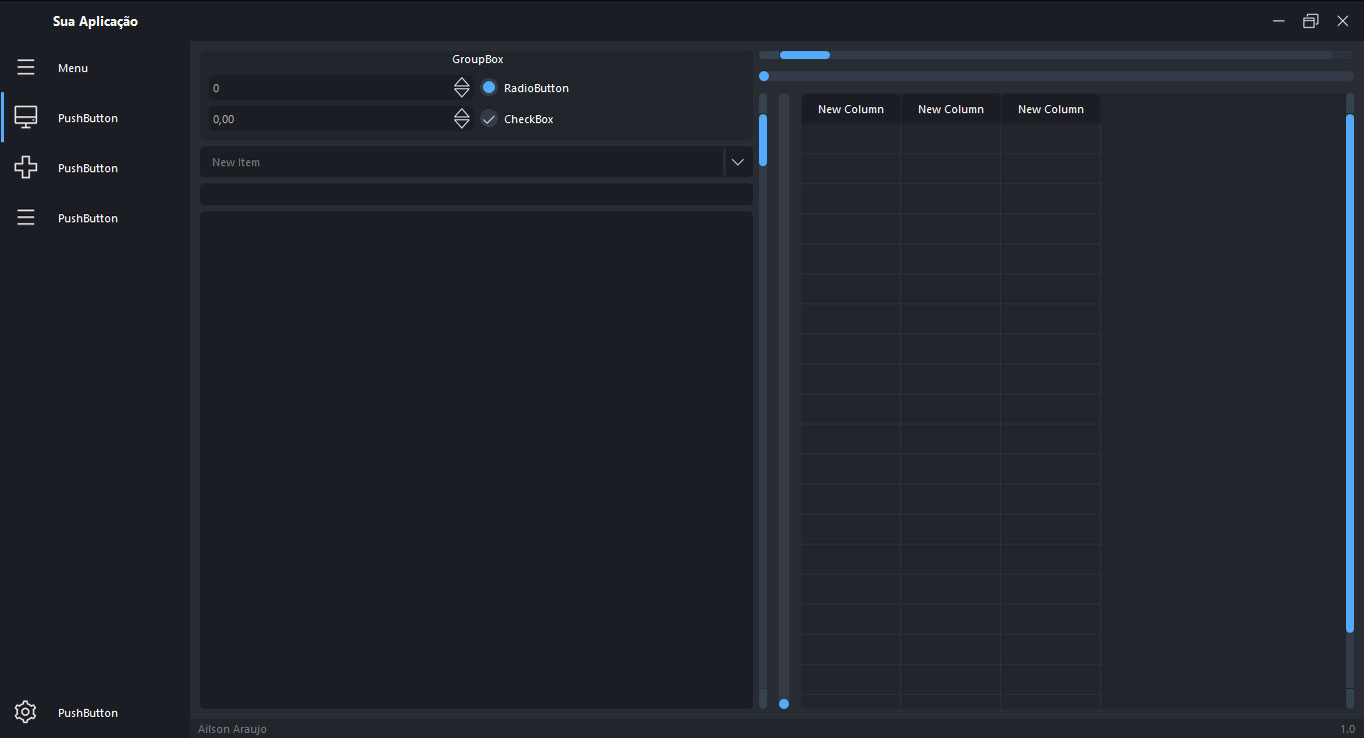 Sua Aplicação
Menu
PushButton
PushButton
PushButton
PushButton
GroupBox
0
RadioButton
0,00
CheckBox
New Item
New Column New Column New Column
Ailson Araujo
1.0